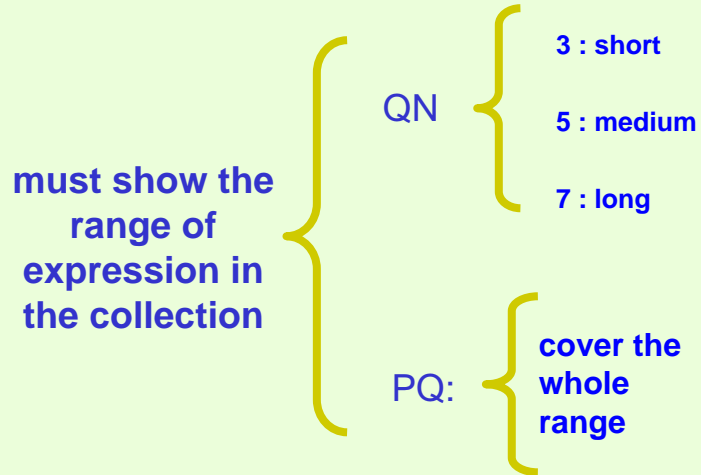 must show the
range of
expression in
the collection
QN
3 : short
5 : medium
7 : long
PQ:
cover the
whole
range